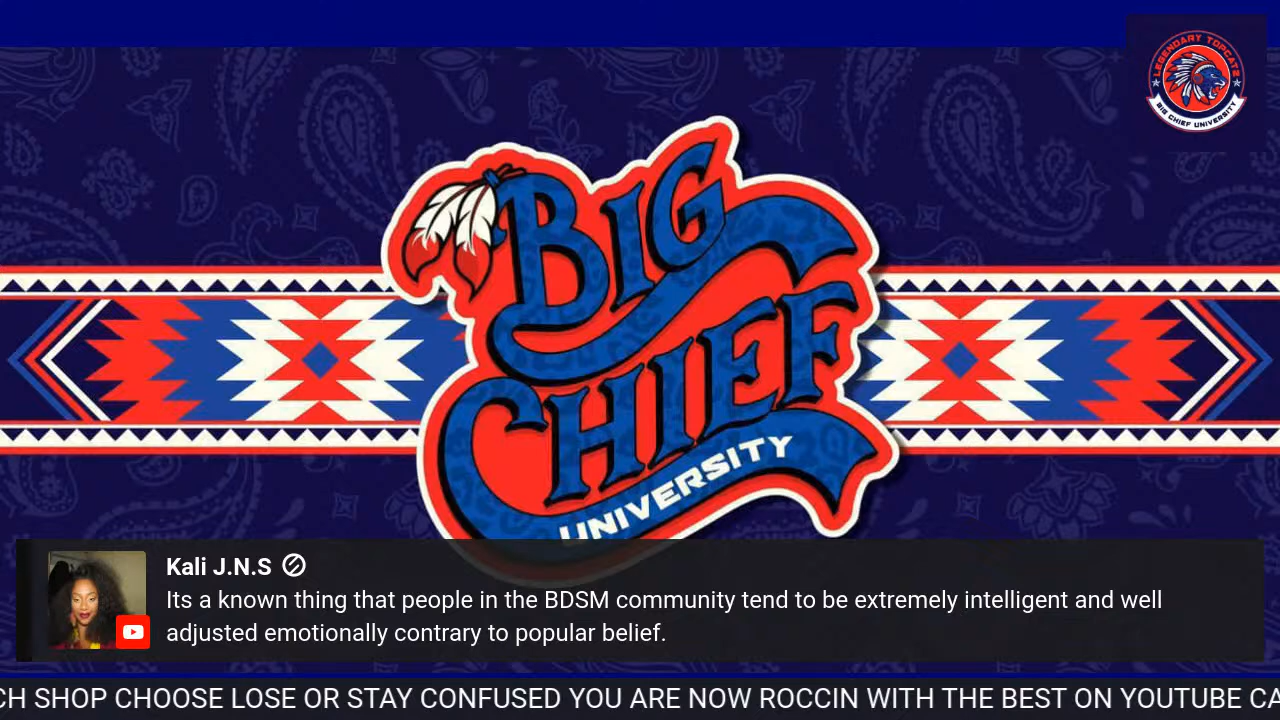 LEGENDARY TOPCATZ
BIG CHIEF UNIVERSITY
BIG
CHIEF
UNIVERSITY
Kali J.N.S
Its a known thing that people in the BDSM community tend to be extremely intelligent and well
adjusted emotionally contrary to popular belief.
CH SHOP CHOOSE LOSE OR STAY CONFUSED YOU ARE NOW ROCCIN WITH THE BEST ON YOUTUBE CA